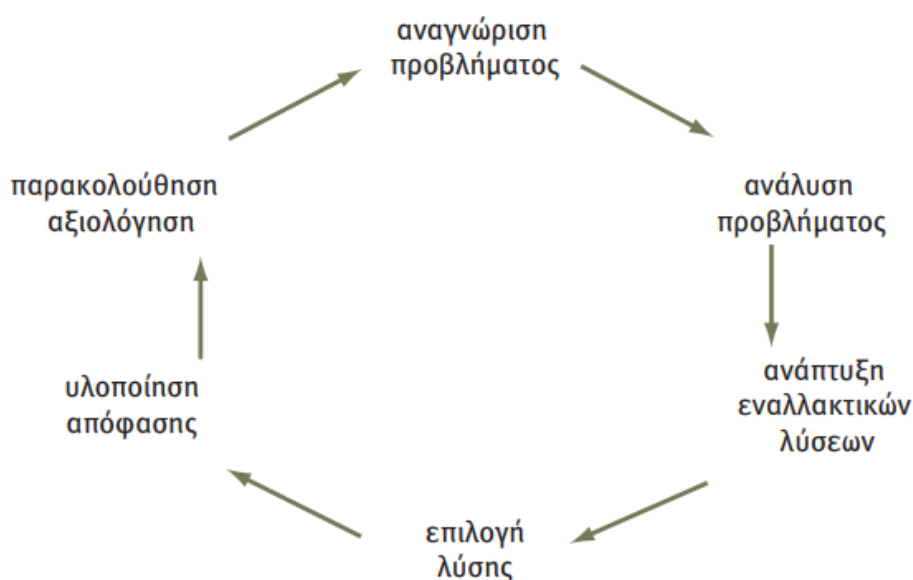 αναγνώριση
προβλήματος
ανάλυση
προβλήματος
ανάπτυξη
εναλλακτικών
λύσεων
επιλογή
λύσης
υλοποίηση
απόφασης
παρακολούθηση
αξιολόγηση